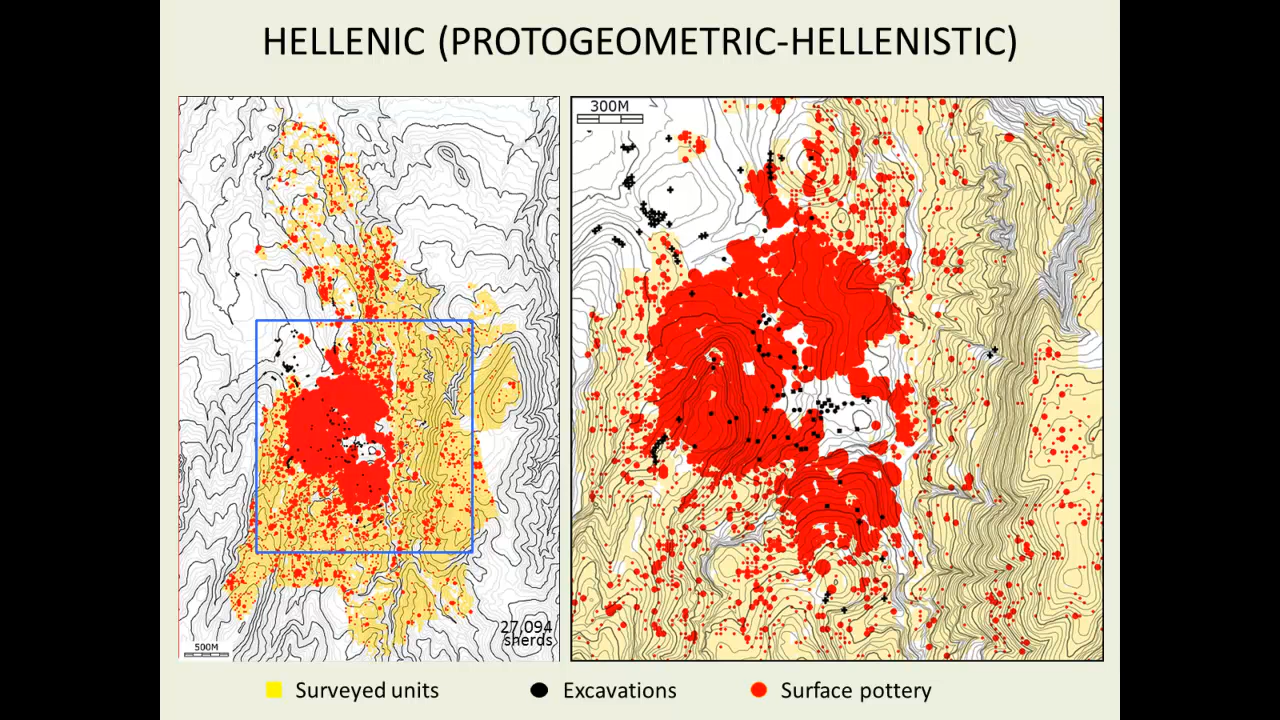 HELLENIC (PROTOGEOMETRIC-HELLENISTIC)
300M
27,094
sherds
500M
Surveyed units
Excavations
Surface pottery